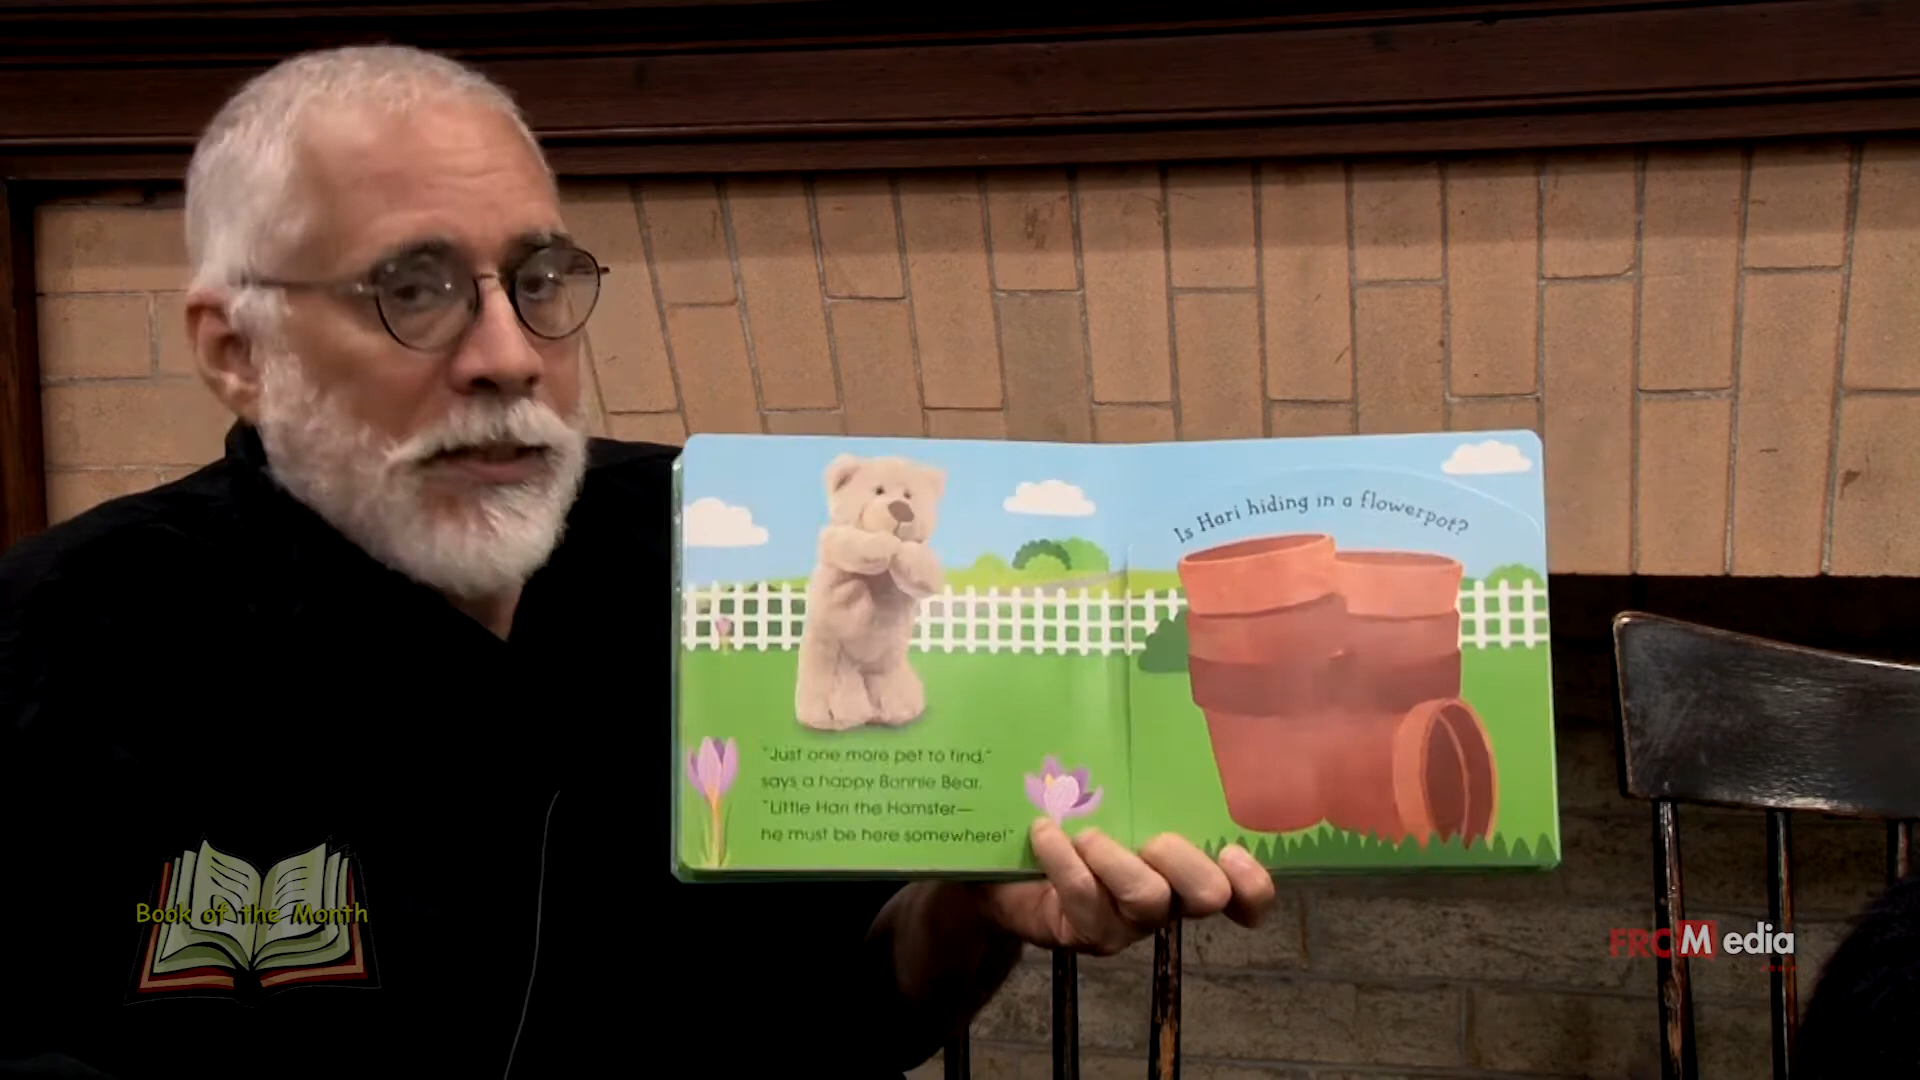 Is Hari hiding in a flowerpot?
"Just one more pet to find,"
says a happy Bonnie Bear.
"Little Hari the Hamster—
he must be here somewhere!"
Book of the Month
FRCMedia